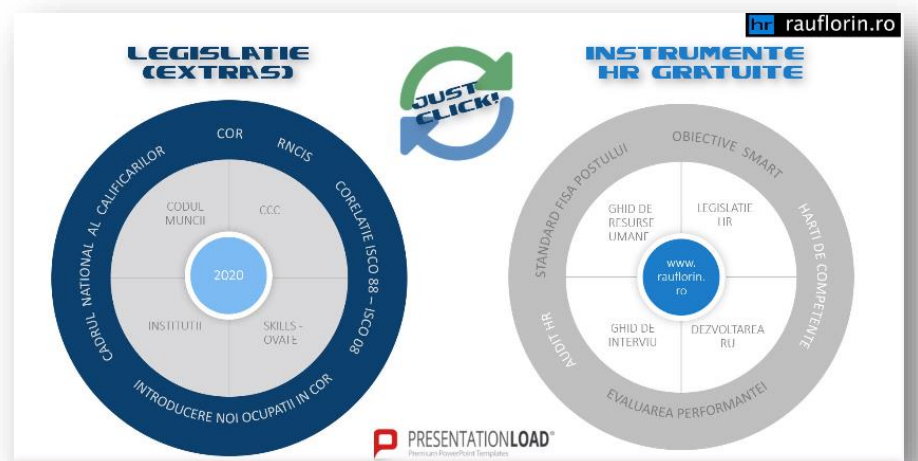 hr rauflorin.ro
LEGISLATIE
(EXTRAS)
JUST
CLICK!
INSTRUMENTE
HR GRATUITE
CADRUL NATIONAL AL CALIFICARILOR
COR
RNCIS
CORELATIE ISCO 88 – ISCO 08
INTRODUCERE NOI OCUPATII IN COR
CODUL
MUNCII
CCC
2020
INSTITUTII
SKILLS -
OVATE
AUDIT HR
STANDARD FISA POSTULUI
OBIECTIVE SMART
HARTI DE COMPETENTE
EVALUAREA PERFORMANTEI
GHID DE
RESURSE
UMANE
LEGISLATIE
HR
www.
rauflorin.
ro
GHID DE
INTERVIU
DEZVOLTAREA
RU
PRESENTATIONLOAD®
Premium PowerPoint Templates